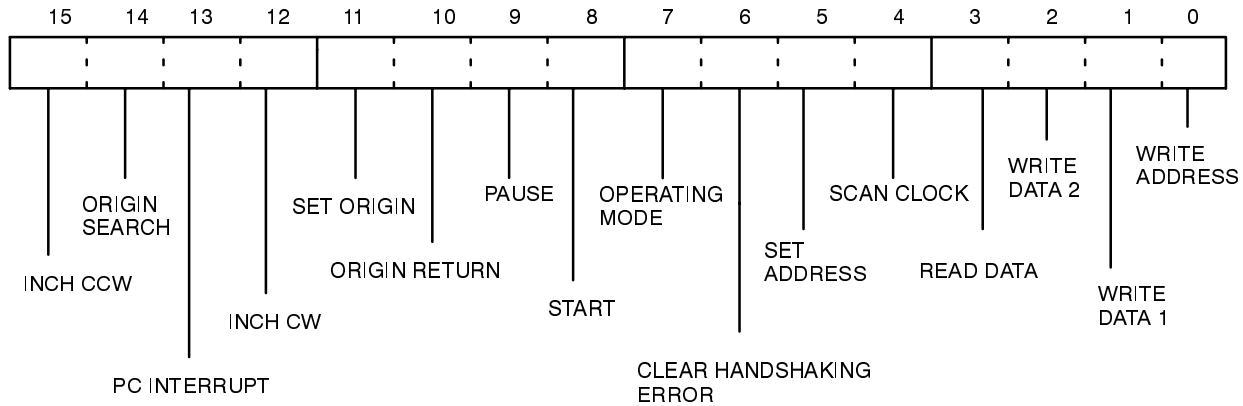 15 14 13 12 11 10 9 8 7 6 5 4 3 2 1 0
WRITE
ADDRESS
WRITE
DATA 2
PAUSE
OPERATING
MODE
SCAN CLOCK
ORIGIN
SEARCH
SET ORIGIN
SET
ADDRESS
ORIGIN RETURN
READ DATA
INCH CCW
START
WRITE
DATA 1
INCH CW
PC INTERRUPT
CLEAR HANDSHAKING
ERROR